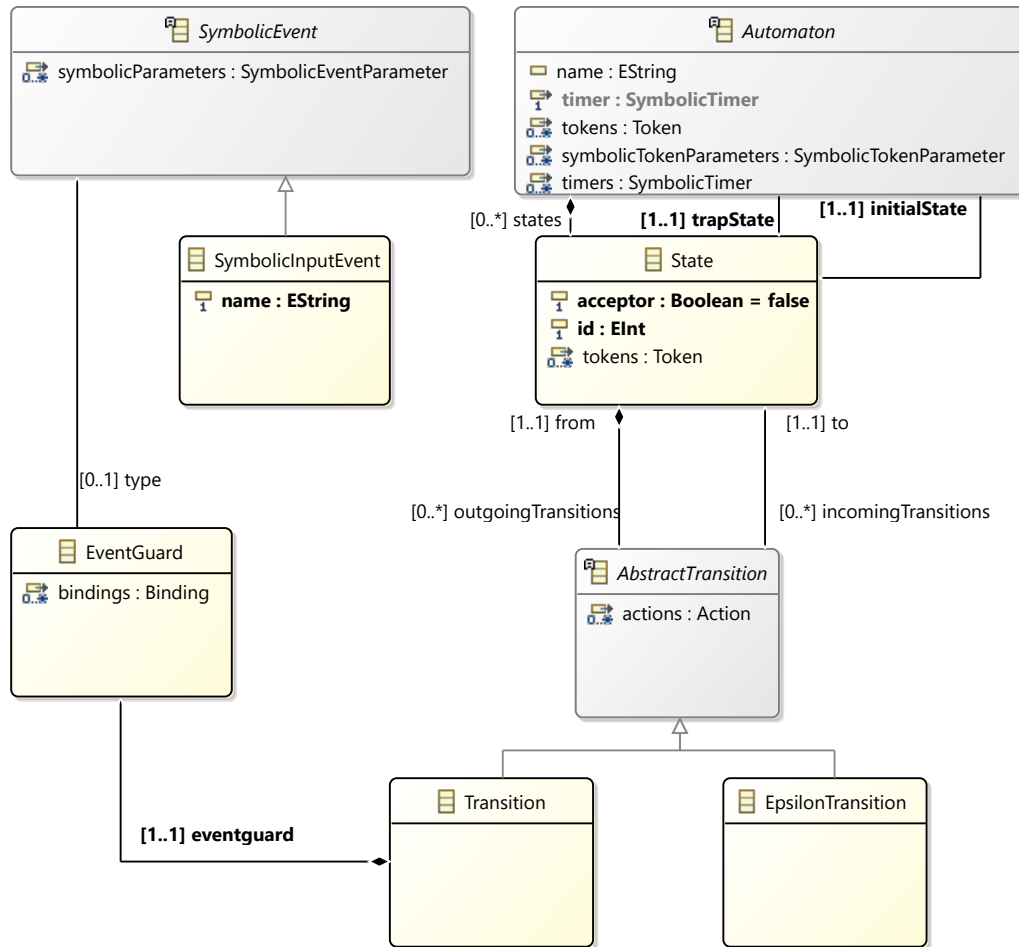 SymbolicEvent
symbolicParameters : SymbolicEventParameter
Automaton
name : EString
timer : SymbolicTimer
tokens : Token
symbolicTokenParameters : SymbolicTokenParameter
timers : SymbolicTimer
[0..*] states
[1..1] trapState
[1..1] initialState
SymbolicInputEvent
name : EString
State
acceptor : Boolean = false
id : EInt
tokens : Token
[1..1] from
[1..1] to
[0..1] type
[0..*] outgoingTransitions
[0..*] incomingTransitions
EventGuard
bindings : Binding
AbstractTransition
actions : Action
[1..1] eventguard
Transition
EpsilonTransition